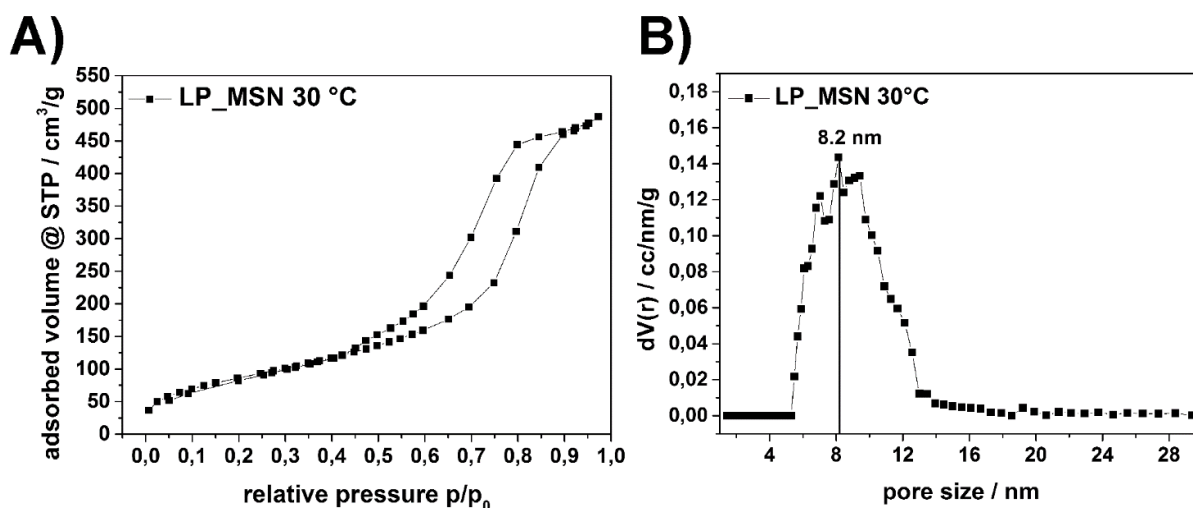 A)
LP_MSN 30 °C
adsorbed volume @ STP / cm³/g
550
500
450
400
350
300
250
200
150
100
50
0
0,0 0,1 0,2 0,3 0,4 0,5 0,6 0,7 0,8 0,9 1,0
relative pressure p/p₀
B)
LP_MSN 30°C
8.2 nm
dV(r) / cc/nm/g
0,18
0,16
0,14
0,12
0,10
0,08
0,06
0,04
0,02
0,00
4 8 12 16 20 24 28
pore size / nm